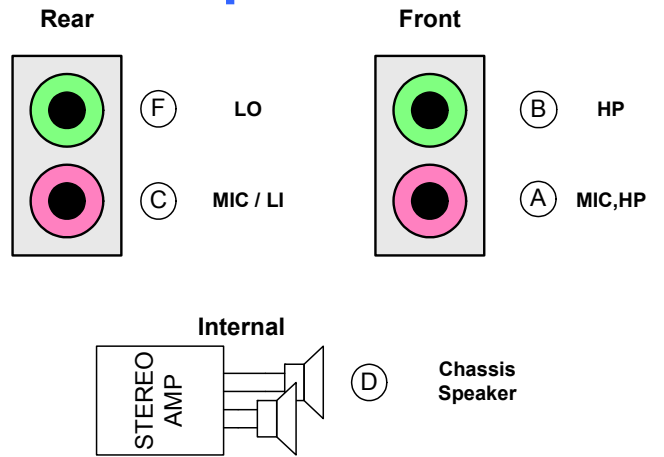 Rear
Front
F
LO
B
HP
C
MIC / LI
A
MIC,HP
Internal
STEREO
AMP
D
Chassis
Speaker